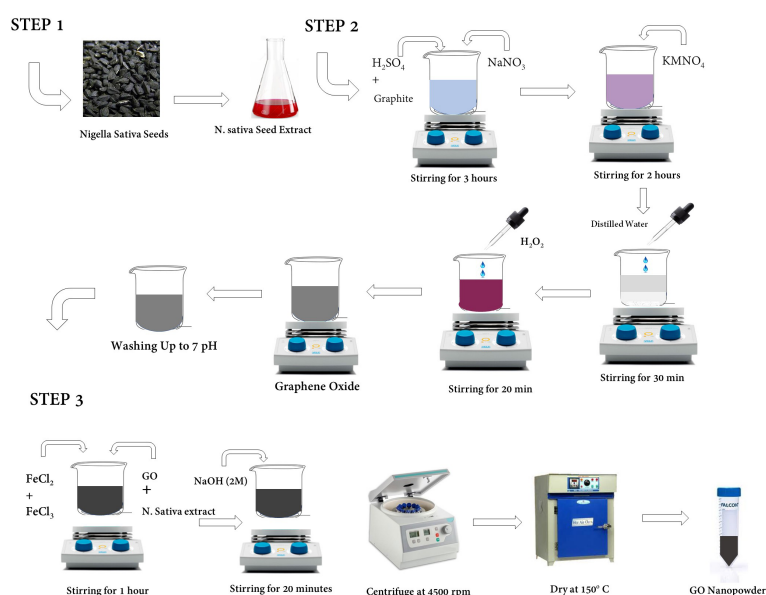 STEP 1
STEP 2
Nigella Sativa Seeds
N. sativa Seed Extract
H₂SO₄
+
Graphite
NaNO₃
Stirring for 3 hours
KMNO₄
Stirring for 2 hours
Distilled Water
Stirring for 30 min
H₂O₂
Stirring for 20 min
Graphene Oxide
Washing Up to 7 pH
STEP 3
FeCl₂
+
FeCl₃
GO
+
N. Sativa extract
Stirring for 1 hour
NaOH (2M)
Stirring for 20 minutes
Centrifuge at 4500 rpm
Dry at 150° C
FALCON
GO Nanopowder